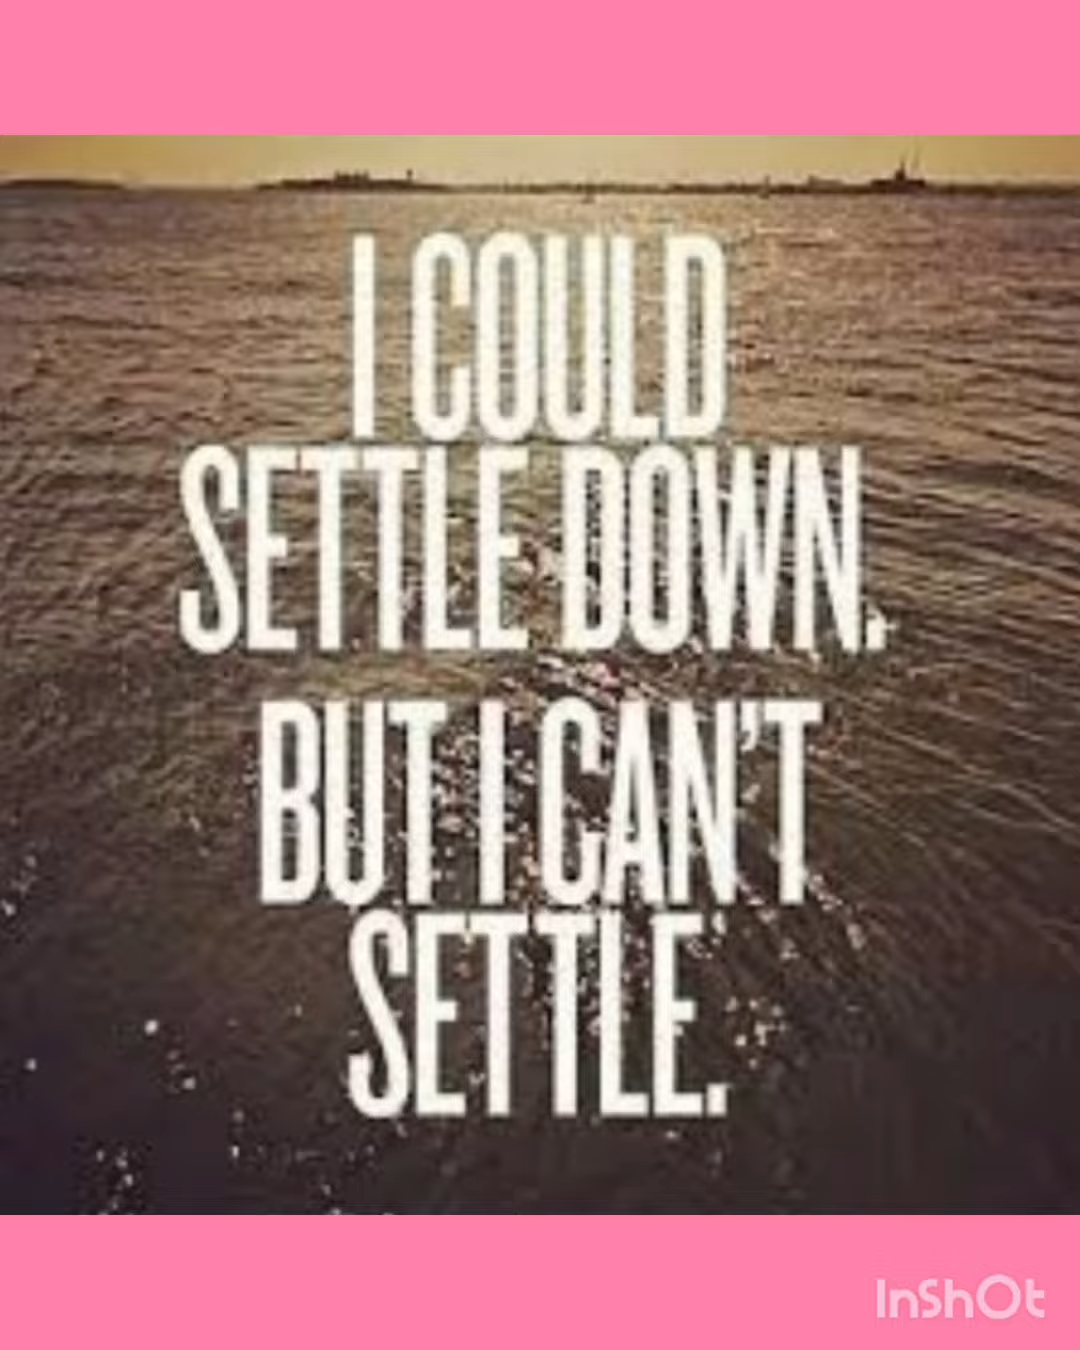 I COULD
SETTLE DOWN.
BUT I CAN'T
SETTLE.
InShOt